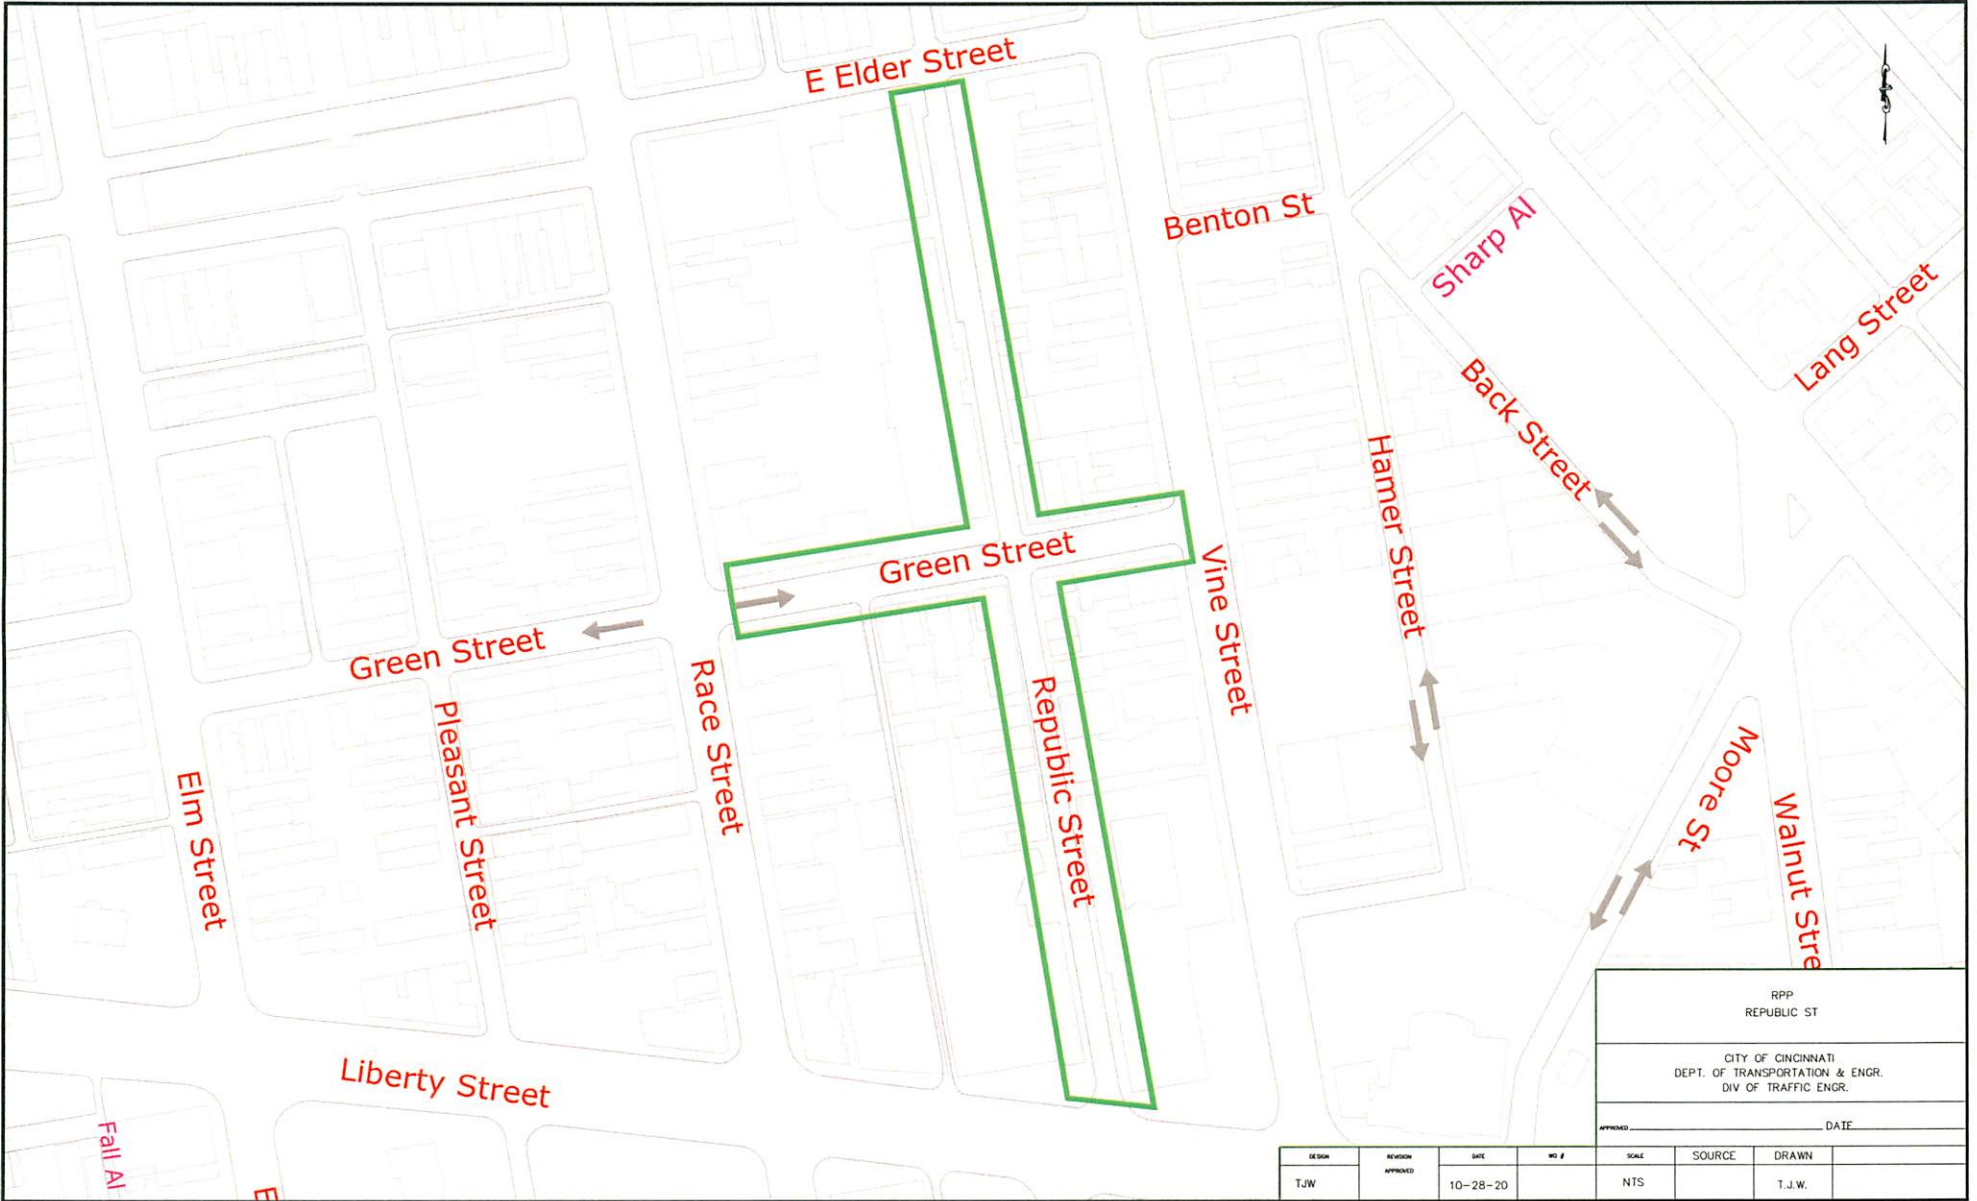 E Elder Street
Benton St
Sharp Al
Lang Street
Back Street
Hamer Street
Green Street
Vine Street
Green Street
Race Street
Republic Street
Pleasant Street
Elm Street
Moore St
Walnut Stre
Liberty Street
Fall Al
E
RPP
REPUBLIC ST
CITY OF CINCINNATI
DEPT. OF TRANSPORTATION & ENGR.
DIV OF TRAFFIC ENGR.
APPROVED DATE
DESIGN REVISION APPROVED DATE WO # SCALE SOURCE DRAWN
TJW 10-28-20 NTS T.J.W.